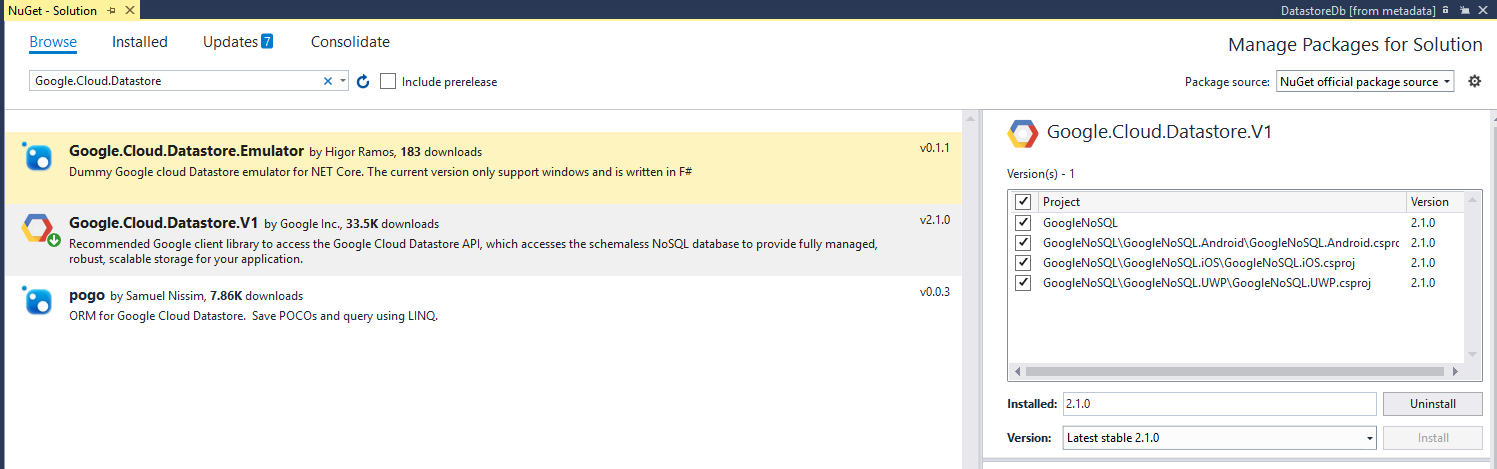 NuGet - Solution
DatastoreDb [from metadata]
Browse Installed Updates 7 Consolidate
Manage Packages for Solution
Google.Cloud.Datastore
Include prerelease
Package source: NuGet official package source
Google.Cloud.Datastore.Emulator by Higor Ramos, 183 downloads
v0.1.1
Dummy Google cloud Datastore emulator for NET Core. The current version only support windows and is written in F#
Google.Cloud.Datastore.V1 by Google Inc., 33.5K downloads
v2.1.0
Recommended Google client library to access the Google Cloud Datastore API, which accesses the schemaless NoSQL database to provide fully managed,
robust, scalable storage for your application.
pogo by Samuel Nissim, 7.86K downloads
v0.0.3
ORM for Google Cloud Datastore. Save POCOs and query using LINQ.
Google.Cloud.Datastore.V1
Version(s) - 1
Project Version
GoogleNoSQL 2.1.0
GoogleNoSQL\GoogleNoSQL.Android\GoogleNoSQL.Android.csprc 2.1.0
GoogleNoSQL\GoogleNoSQL.iOS\GoogleNoSQL.iOS.csproj 2.1.0
GoogleNoSQL\GoogleNoSQL.UWP\GoogleNoSQL.UWP.csproj 2.1.0
Installed: 2.1.0 Uninstall
Version: Latest stable 2.1.0 Install